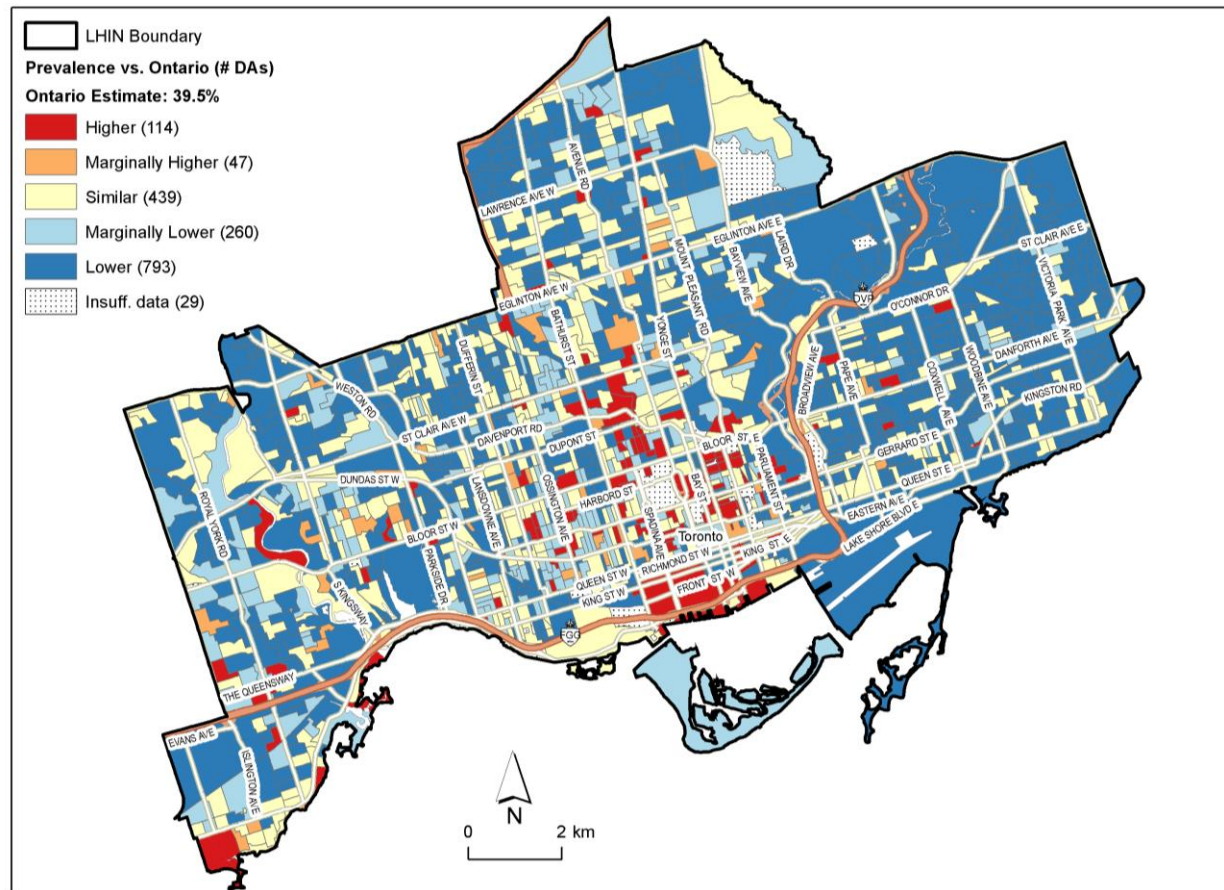 LHIN Boundary
Prevalence vs. Ontario (# DAs)
Ontario Estimate: 39.5%
Higher (114)
Marginally Higher (47)
Similar (439)
Marginally Lower (260)
Lower (793)
Insuff. data (29)
AVENUE RD
LAWRENCE AVE W
EGLINTON AVE E
LAIRD DR
BAYVIEW AVE
MOUNT PLEASANT RD
ST CLAIR AVE E
VICTORIA PARK AVE
DVP
O'CONNOR DR
EGLINTON AVE W
BATHURST ST
YONGE ST
DUFFERIN ST
WESTON RD
BROADVIEW AVE
PAPE AVE
COXWELL AVE
WOODBINE AVE
DANFORTH AVE
KINGSTON RD
ST CLAIR AVE W
DAVENPORT RD
DUPONT ST
BLOOR ST E
PARLIAMENT ST
GERRARD ST E
QUEEN ST E
EASTERN AVE
LAKE SHORE BLVD E
DUNDAS ST W
ROYAL YORK RD
LANSDOWNE AVE
OSSINGTON AVE
HARBORD ST
SPADINA AVE
BAY ST
BLOOR ST W
PARKSIDE DR
S KINGSWAY
Toronto
QUEEN ST W
RICHMOND ST W
KING ST E
KING ST W
FRONT ST W
FGG
THE QUEENSWAY
EVANS AVE
ISLINGTON AVE
N
0 2 km